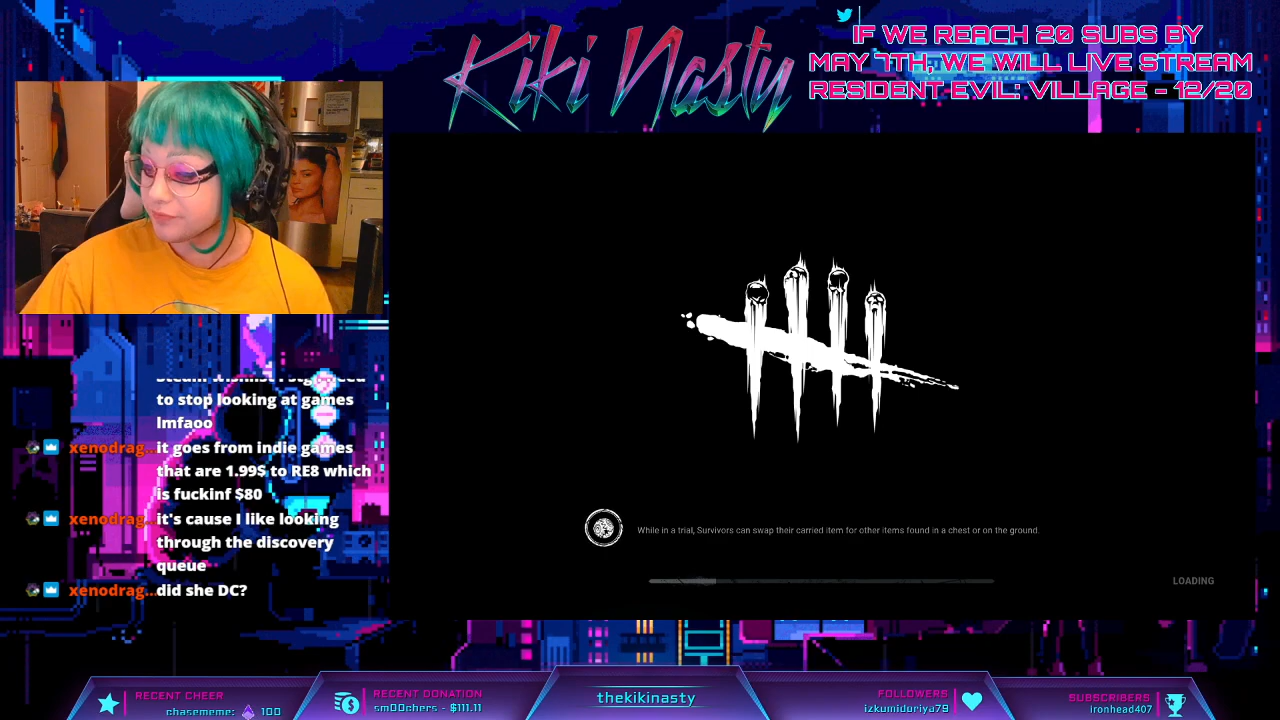 Kiki Nasty
IF WE REACH 20 SUBS BY
MAY 7TH, WE WILL LIVE STREAM
RESIDENT EVIL: VILLAGE - 12/20
to stop looking at games
lmfaoo
xenodrag... it goes from indie games
that are 1.99$ to RE8 which
is fuckinf $80
xenodrag... it's cause I like looking
through the discovery
queue
xenodrag... did she DC?
While in a trial, Survivors can swap their carried item for other items found in a chest or on the ground.
LOADING
RECENT CHEER
chasememe: 100
RECENT DONATION
sm00chers - $111.11
thekikinasty
FOLLOWERS
izkumidoriya79
SUBSCRIBERS
ironhead407